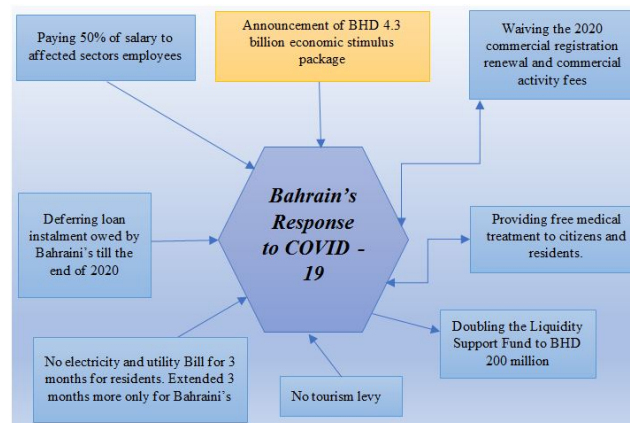 Paying 50% of salary to
affected sectors employees
Announcement of BHD 4.3
billion economic stimulus
package
Waiving the 2020
commercial registration
renewal and commercial
activity fees
Bahrain's
Response
to COVID -
19
Deferring loan
instalment owed by
Bahraini's till the
end of 2020
Providing free medical
treatment to citizens and
residents.
No electricity and utility Bill for 3
months for residents. Extended 3
months more only for Bahraini's
No tourism levy
Doubling the Liquidity
Support Fund to BHD
200 million